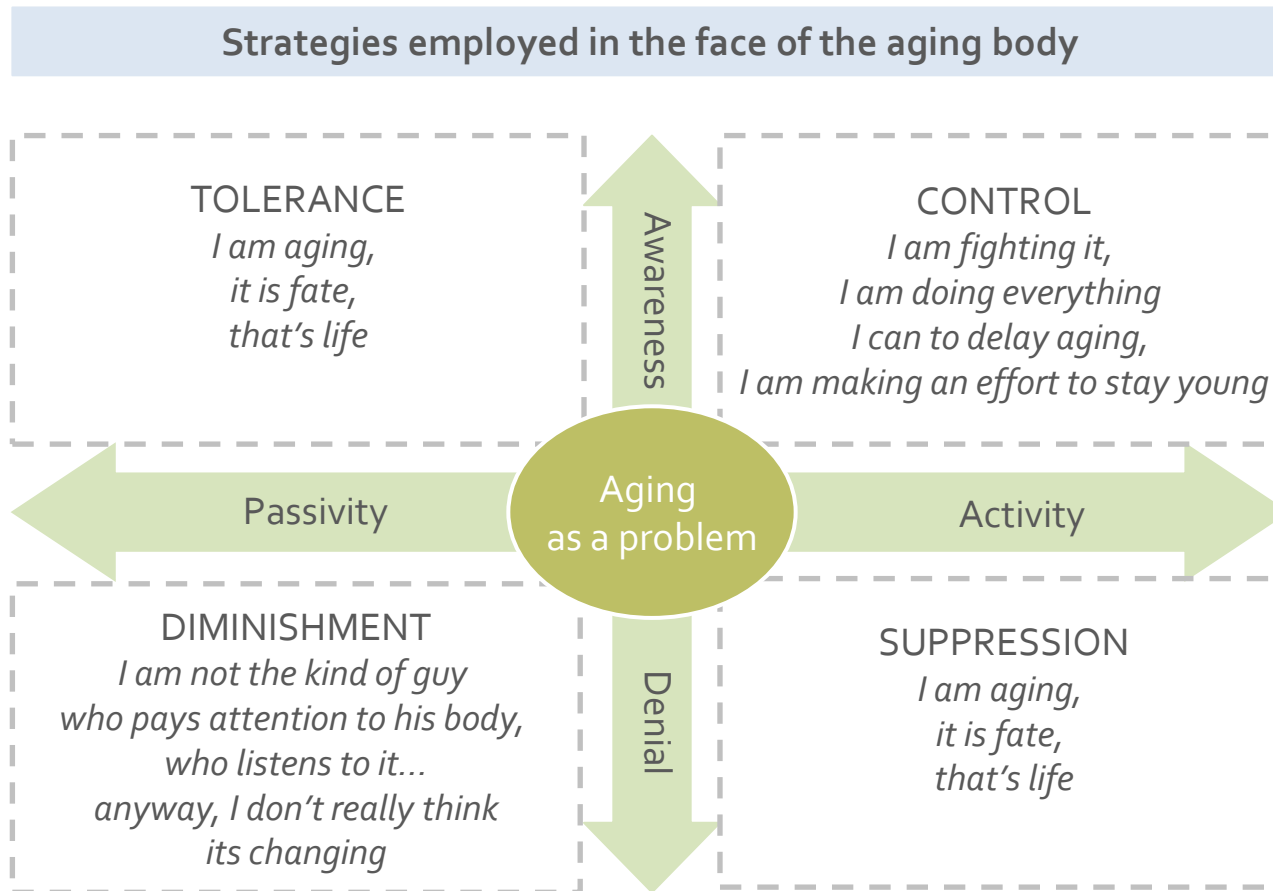 Strategies employed in the face of the aging body
TOLERANCE
I am aging,
it is fate,
that's life
Awareness
CONTROL
I am fighting it,
I am doing everything
I can to delay aging,
I am making an effort to stay young
Passivity
Aging
as a problem
Activity
DIMINISHMENT
I am not the kind of guy
who pays attention to his body,
who listens to it...
anyway, I don't really think
its changing
Denial
SUPPRESSION
I am aging,
it is fate,
that's life